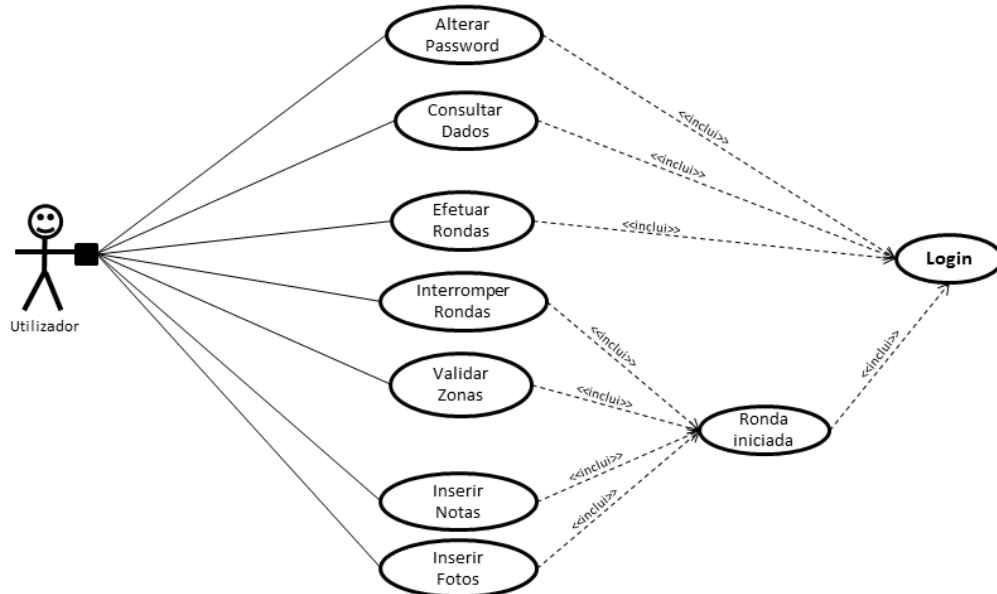 Alterar
Password
<<inclui>>
Consultar
Dados
<<inclui>>
Efetuar
Rondas
<<inclui>>
Login
Interromper
Rondas
<<inclui>>
<<inclui>>
Utilizador
Validar
Zonas
<<inclui>>
Ronda
iniciada
<<inclui>>
Inserir
Notas
<<inclui>>
Inserir
Fotos